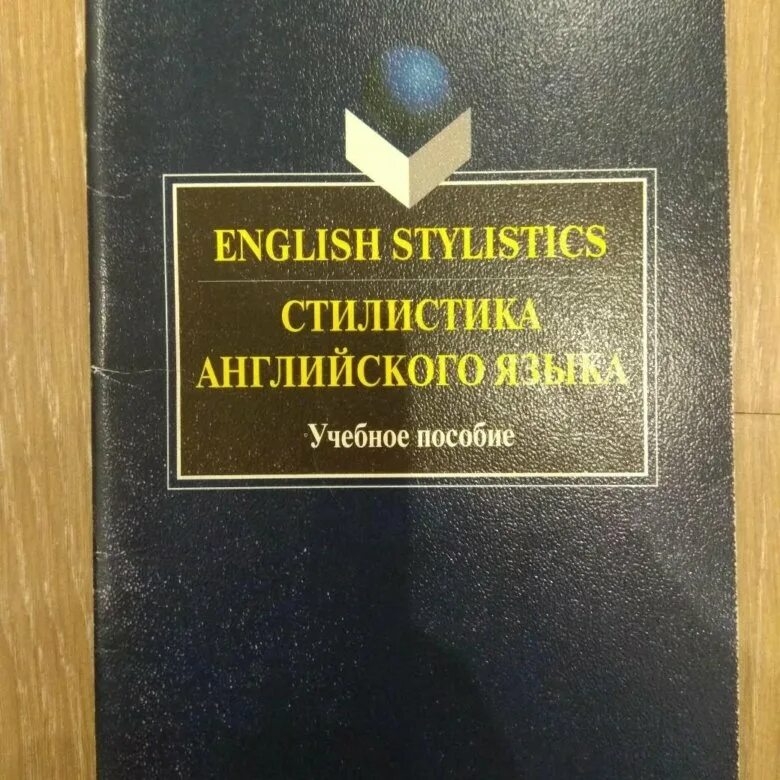 ENGLISH STYLISTICS
СТИЛИСТИКА
АНГЛИЙСКОГО ЯЗЫКА
Учебное пособие